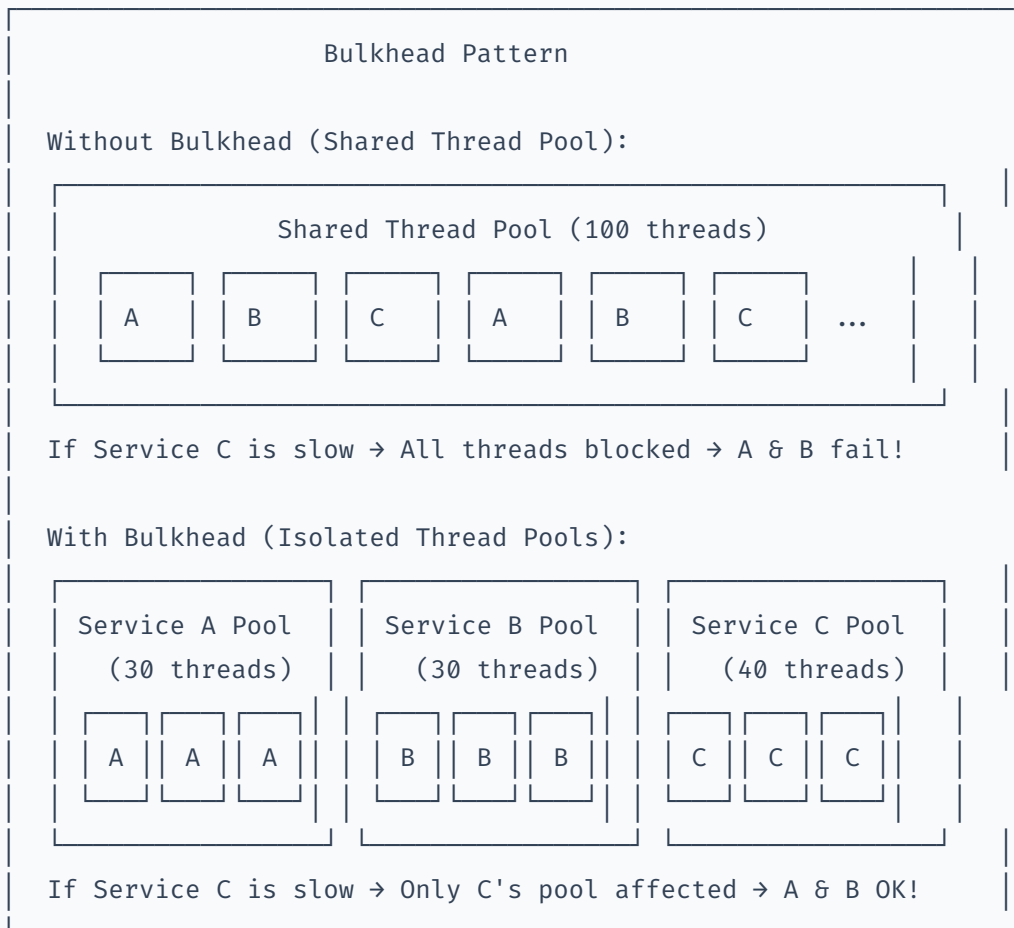 Bulkhead Pattern
Without Bulkhead (Shared Thread Pool):
Shared Thread Pool (100 threads)
A B C A B C ...
If Service C is slow → All threads blocked → A & B fail!
With Bulkhead (Isolated Thread Pools):
Service A Pool Service B Pool Service C Pool
(30 threads) (30 threads) (40 threads)
A A A B B B C C C
If Service C is slow → Only C's pool affected → A & B OK!